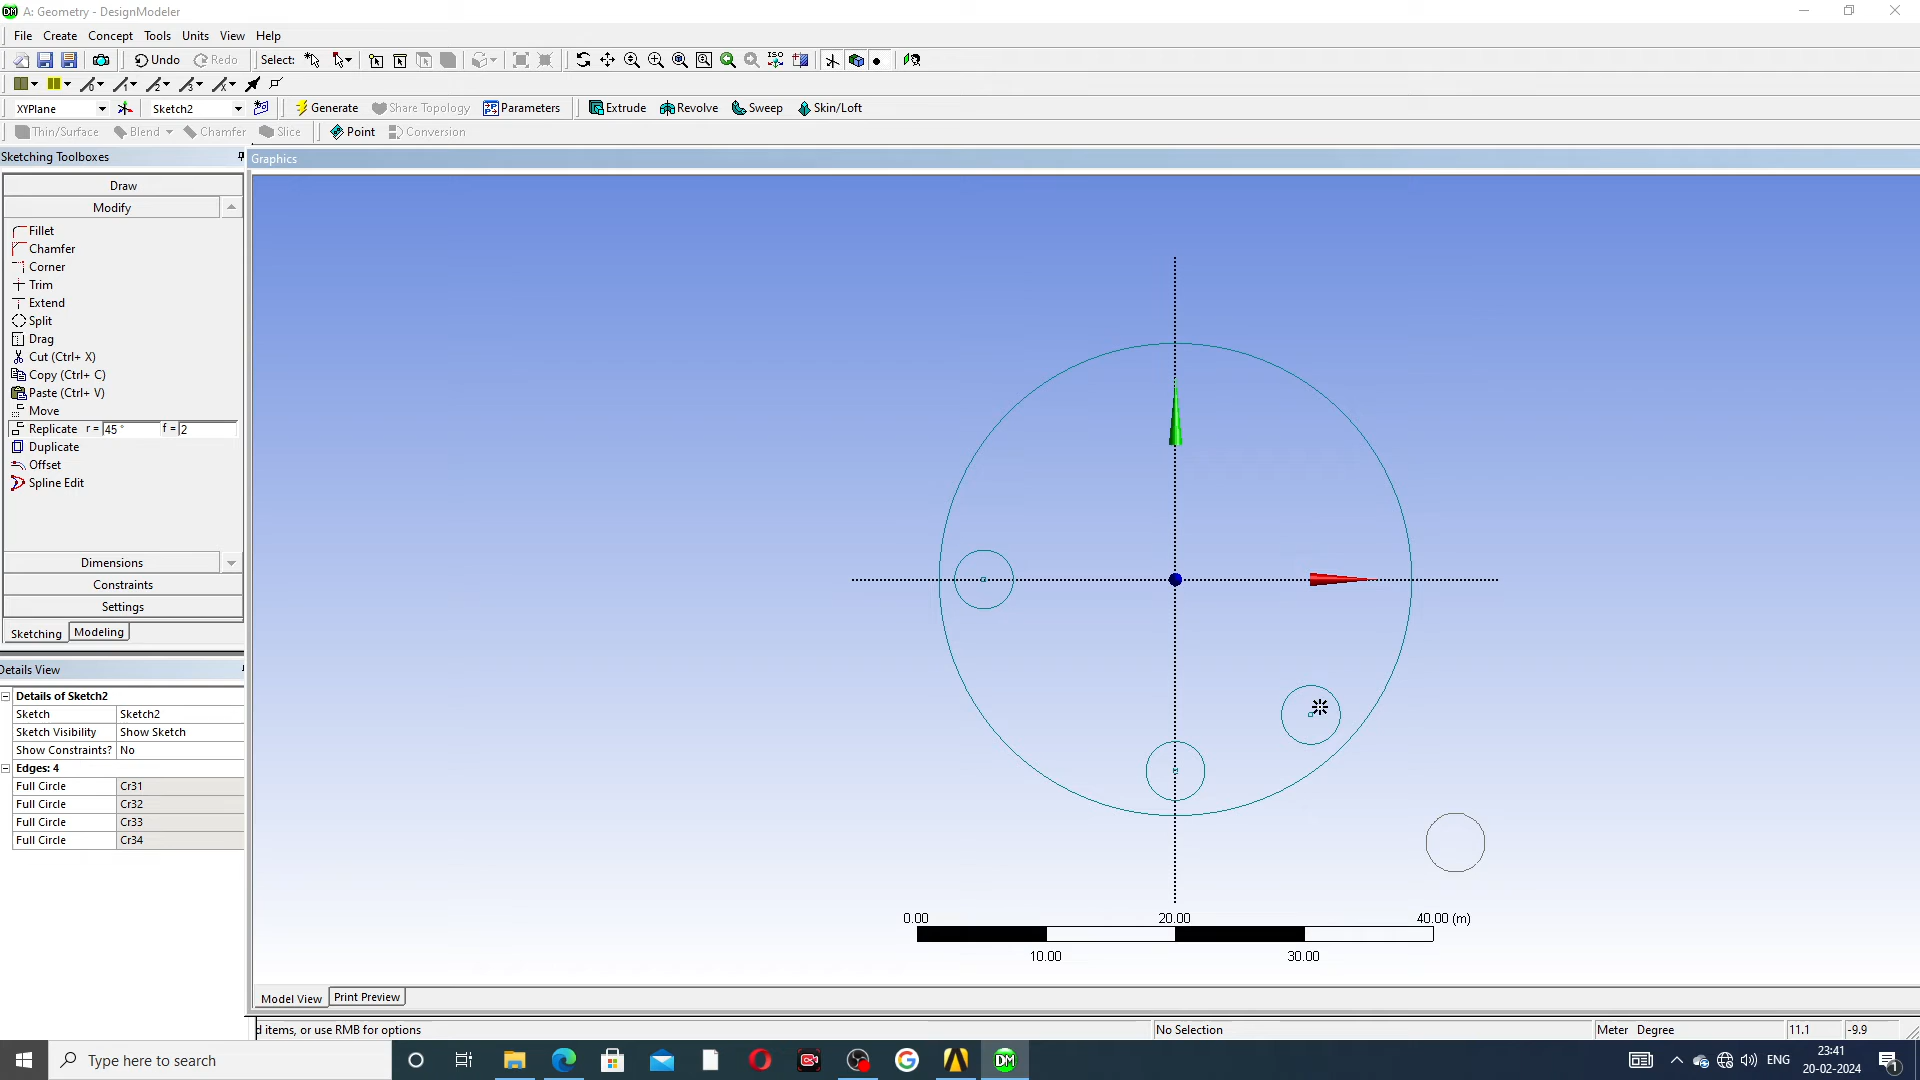 A: Geometry - DesignModeler
File Create Concept Tools Units View Help
Undo Redo Select:
XYPlane Sketch2 Generate Share Topology Parameters Extrude Revolve Sweep Skin/Loft
Thin/Surface Blend Chamfer Slice Point Conversion
Sketching Toolboxes
Graphics
Draw
Modify
Fillet
Chamfer
Corner
Trim
Extend
Split
Drag
Cut (Ctrl+ X)
Copy (Ctrl+ C)
Paste (Ctrl+ V)
Move
Replicate r = 45 ° f = 2
Duplicate
Offset
Spline Edit
Dimensions
Constraints
Settings
Sketching Modeling
Details View
Details of Sketch2
Sketch Sketch2
Sketch Visibility Show Sketch
Show Constraints? No
Edges: 4
Full Circle Cr31
Full Circle Cr32
Full Circle Cr33
Full Circle Cr34
0.00 20.00 40.00 (m)
10.00 30.00
Model View Print Preview
d items, or use RMB for options No Selection Meter Degree 11.1 -9.9
Type here to search
DM
ENG
23:41
20-02-2024
1